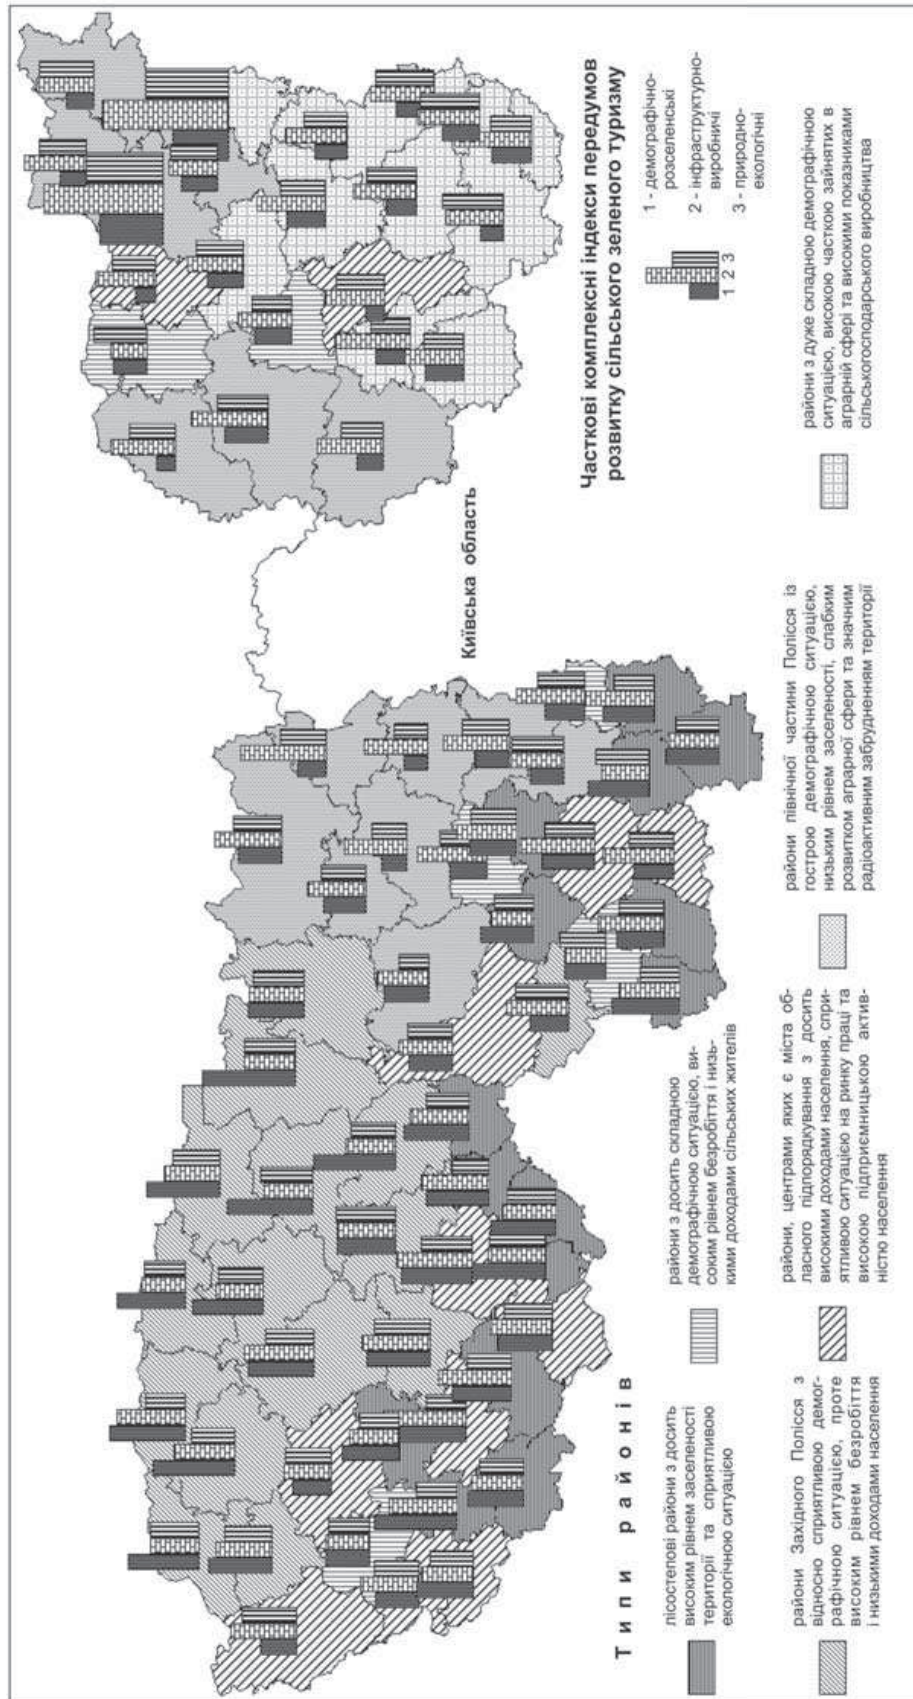 Київська область
Часткові комплексні індекси передумов
розвитку сільського зеленого туризму
1 2 3
1 - демографічно-
розселенські
2 - інфраструктурно-
виробничі
3 - природно-
екологічні
Типи районів
лісостепові райони з досить
високим рівнем заселеності
території та сприятливою
екологічною ситуацією
райони Західного Полісся з
відносно сприятливою демог-
рафічною ситуацією, проте
високим рівнем безробіття
і низькими доходами населення
райони з досить складною
демографічною ситуацією, ви-
соким рівнем безробіття і низь-
кими доходами сільських жителів
райони, центрами яких є міста об-
ласного підпорядкування з досить
високими доходами населення, спри-
ятливою ситуацією на ринку праці та
високою підприємницькою актив-
ністю населення
райони північної частини Полісся із
гострою демографічною ситуацією,
низьким рівнем заселеності, слабким
розвитком аграрної сфери та значним
радіоактивним забрудненням території
райони з дуже складною демографічною
ситуацією, високою часткою зайнятих в
аграрній сфері та високими показниками
сільськогосподарського виробництва